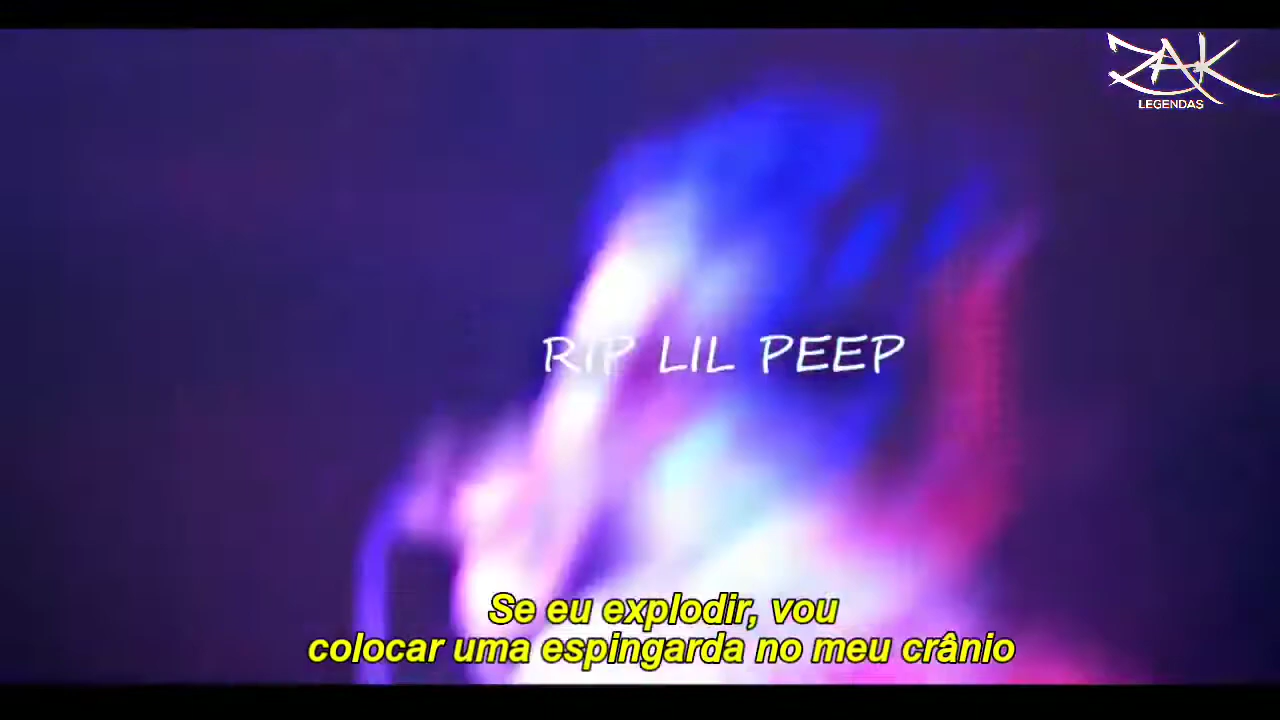 ZAK
LEGENDAS
RIP LIL PEEP
Se eu explodir, vou
colocar uma espingarda no meu crânio